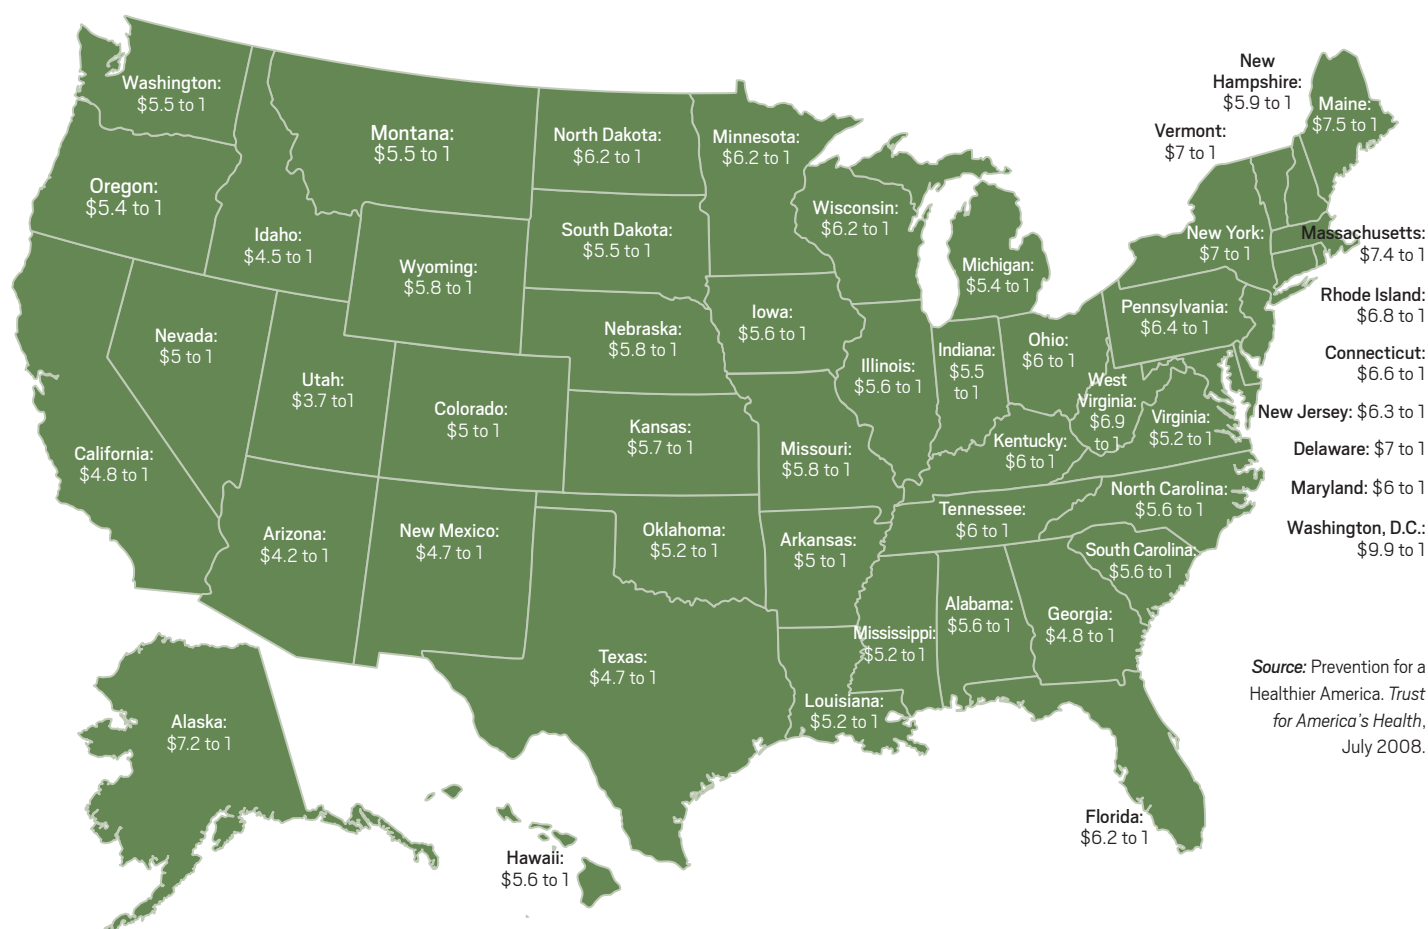 New
Hampshire:
$5.9 to 1
Maine:
$7.5 to 1
Vermont:
$7 to 1
Washington:
$5.5 to 1
Montana:
$5.5 to 1
North Dakota:
$6.2 to 1
Minnesota:
$6.2 to 1
Oregon:
$5.4 to 1
Idaho:
$4.5 to 1
Wyoming:
$5.8 to 1
South Dakota:
$5.5 to 1
Wisconsin:
$6.2 to 1
Michigan:
$5.4 to 1
New York:
$7 to 1
Massachusetts:
$7.4 to 1
Rhode Island:
$6.8 to 1
Connecticut:
$6.6 to 1
New Jersey: $6.3 to 1
Delaware: $7 to 1
Maryland: $6 to 1
Washington, D.C.:
$9.9 to 1
Nevada:
$5 to 1
Utah:
$3.7 to1
Colorado:
$5 to 1
Nebraska:
$5.8 to 1
Iowa:
$5.6 to 1
Illinois:
$5.6 to 1
Indiana:
$5.5
to 1
Ohio:
$6 to 1
Pennsylvania:
$6.4 to 1
West
Virginia:
$6.9
to 1
Virginia:
$5.2 to 1
California:
$4.8 to 1
Kansas:
$5.7 to 1
Missouri:
$5.8 to 1
Kentucky:
$6 to 1
Arizona:
$4.2 to 1
New Mexico:
$4.7 to 1
Oklahoma:
$5.2 to 1
Arkansas:
$5 to 1
Tennessee:
$6 to 1
North Carolina:
$5.6 to 1
South Carolina:
$5.6 to 1
Texas:
$4.7 to 1
Louisiana:
$5.2 to 1
Mississippi:
$5.2 to 1
Alabama:
$5.6 to 1
Georgia:
$4.8 to 1
Florida:
$6.2 to 1
Alaska:
$7.2 to 1
Hawaii:
$5.6 to 1
Source: Prevention for a
Healthier America. Trust
for America's Health,
July 2008.